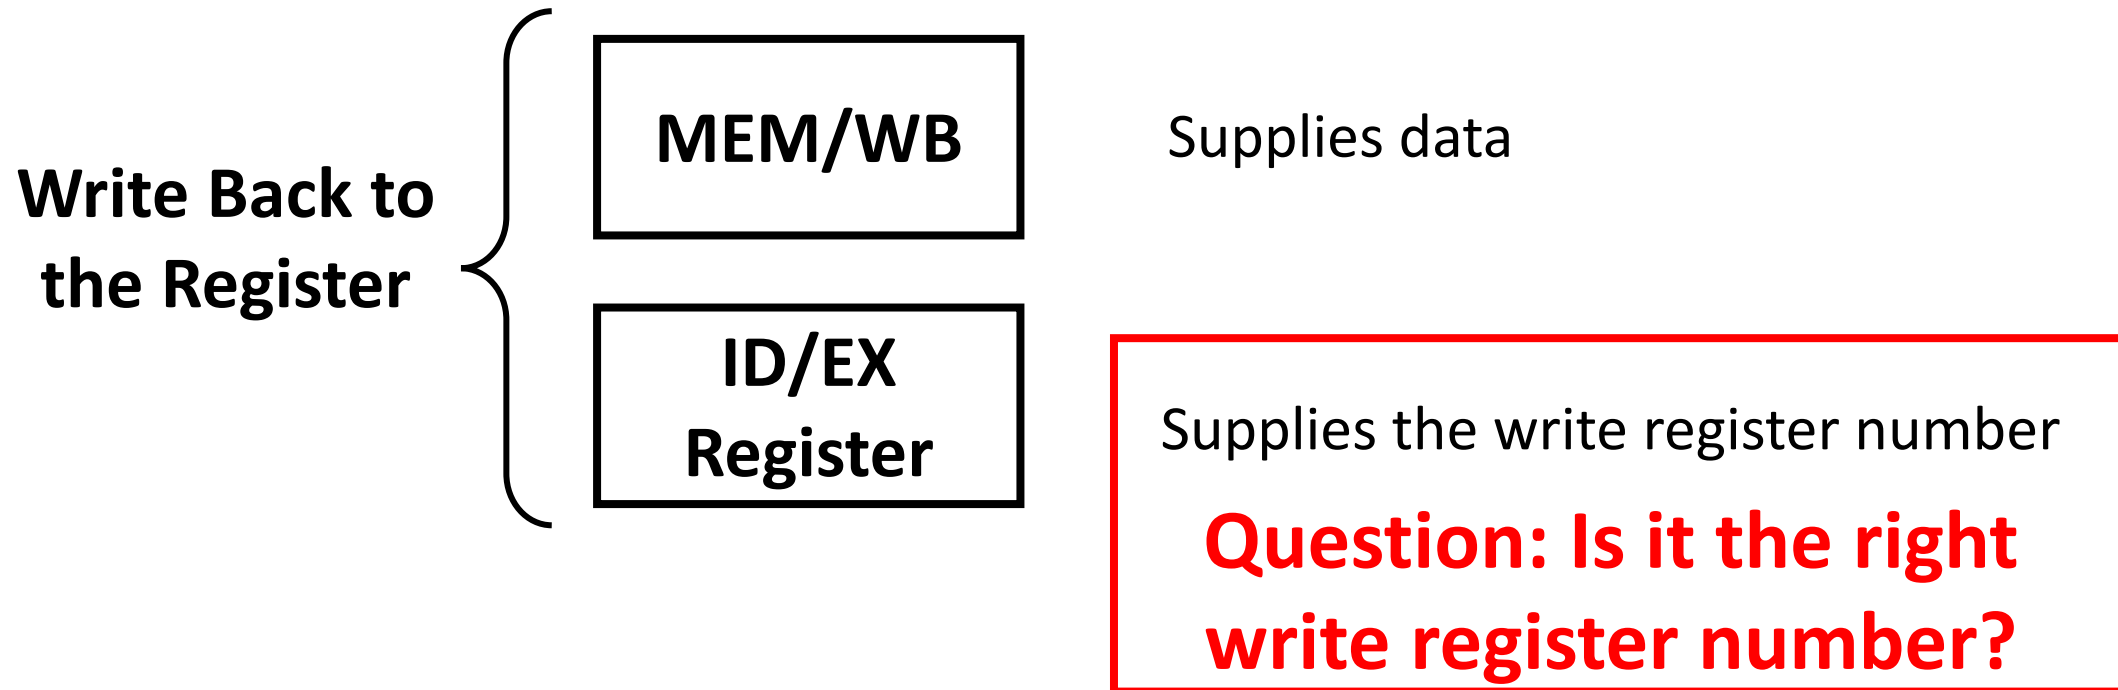 Write Back to
the Register
MEM/WB
Supplies data
ID/EX
Register
Supplies the write register number
Question: Is it the right
write register number?